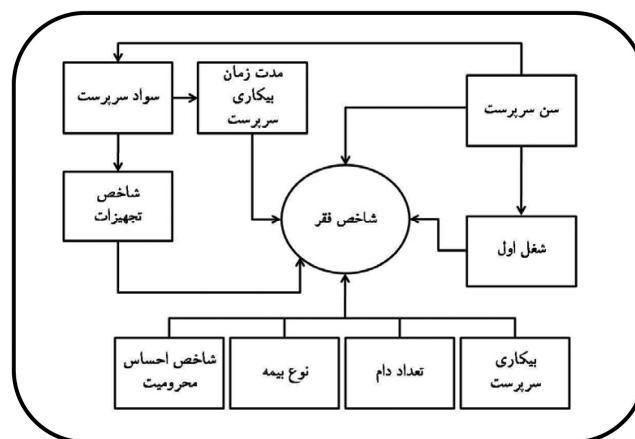 سن سرپرست
مدت زمان
بیکاری
سرپرست
سواد سرپرست
شاخص
تجهیزات
شاخص فقر
شغل اول
بیکاری
سرپرست
تعداد دام
نوع بیمه
شاخص احساس
محرومیت